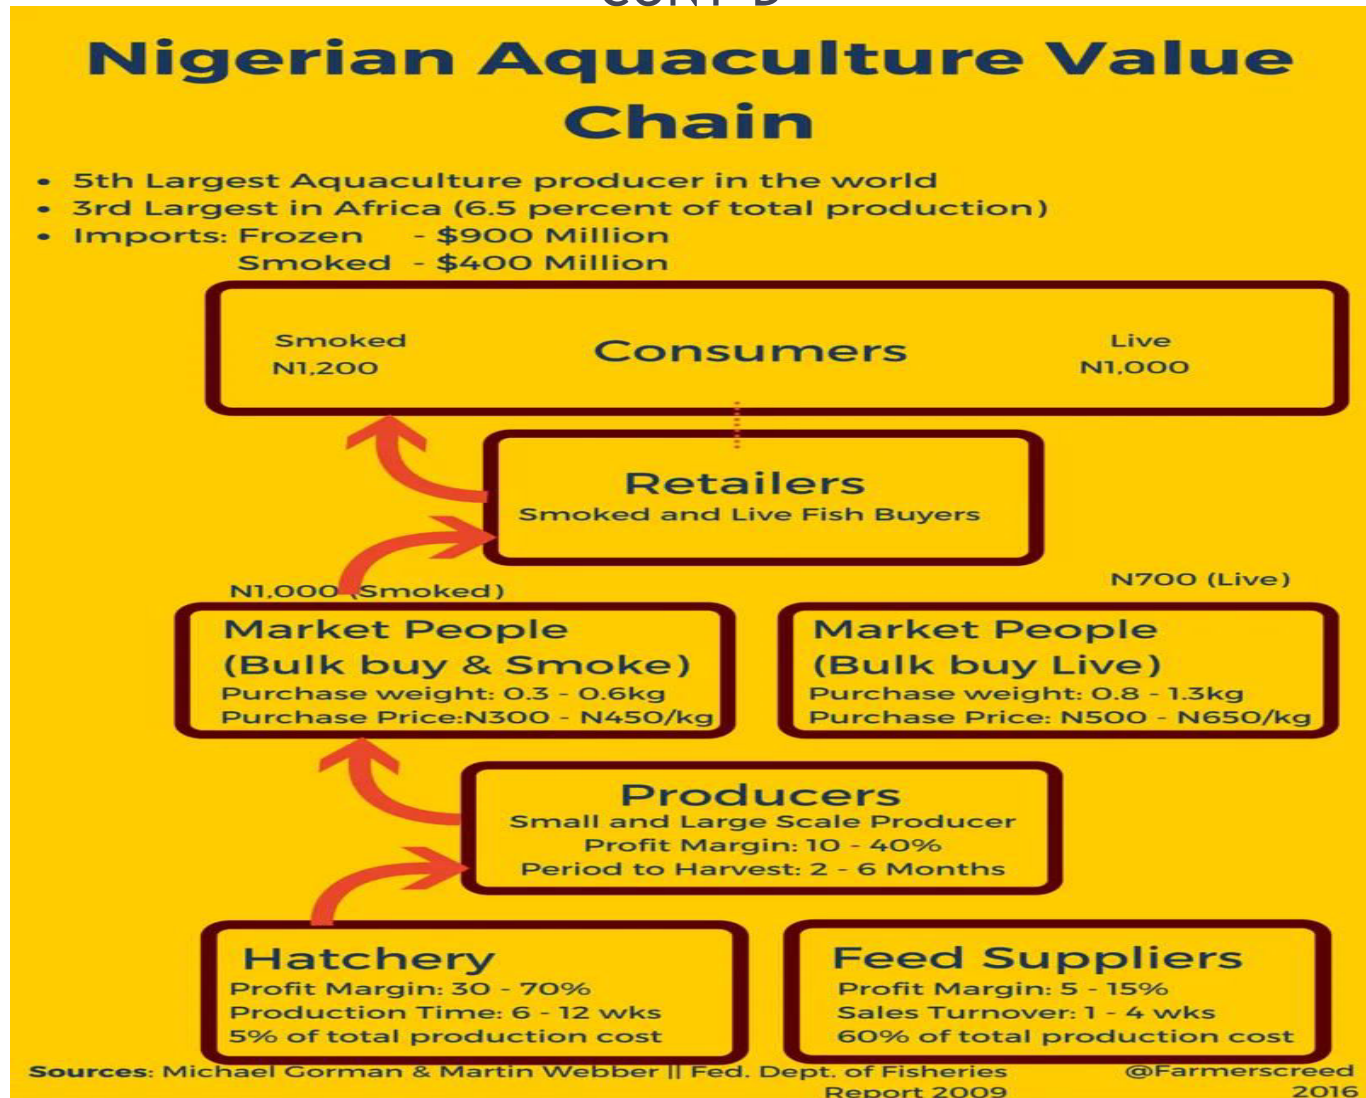 CONT'D
Nigerian Aquaculture Value
Chain
• 5th Largest Aquaculture producer in the world
• 3rd Largest in Africa (6.5 percent of total production)
• Imports: Frozen - $900 Million
Smoked - $400 Million
Smoked
N1,200
Consumers
Live
N1,000
Retailers
Smoked and Live Fish Buyers
N1,000 (Smoked)
N700 (Live)
Market People
(Bulk buy & Smoke)
Purchase weight: 0.3 - 0.6kg
Purchase Price:N300 - N450/kg
Market People
(Bulk buy Live)
Purchase weight: 0.8 - 1.3kg
Purchase Price: N500 - N650/kg
Producers
Small and Large Scale Producer
Profit Margin: 10 - 40%
Period to Harvest: 2 - 6 Months
Hatchery
Profit Margin: 30 - 70%
Production Time: 6 - 12 wks
5% of total production cost
Feed Suppliers
Profit Margin: 5 - 15%
Sales Turnover: 1 - 4 wks
60% of total production cost
Sources: Michael Gorman & Martin Webber || Fed. Dept. of Fisheries
Report 2009
@Farmerscreed
2016